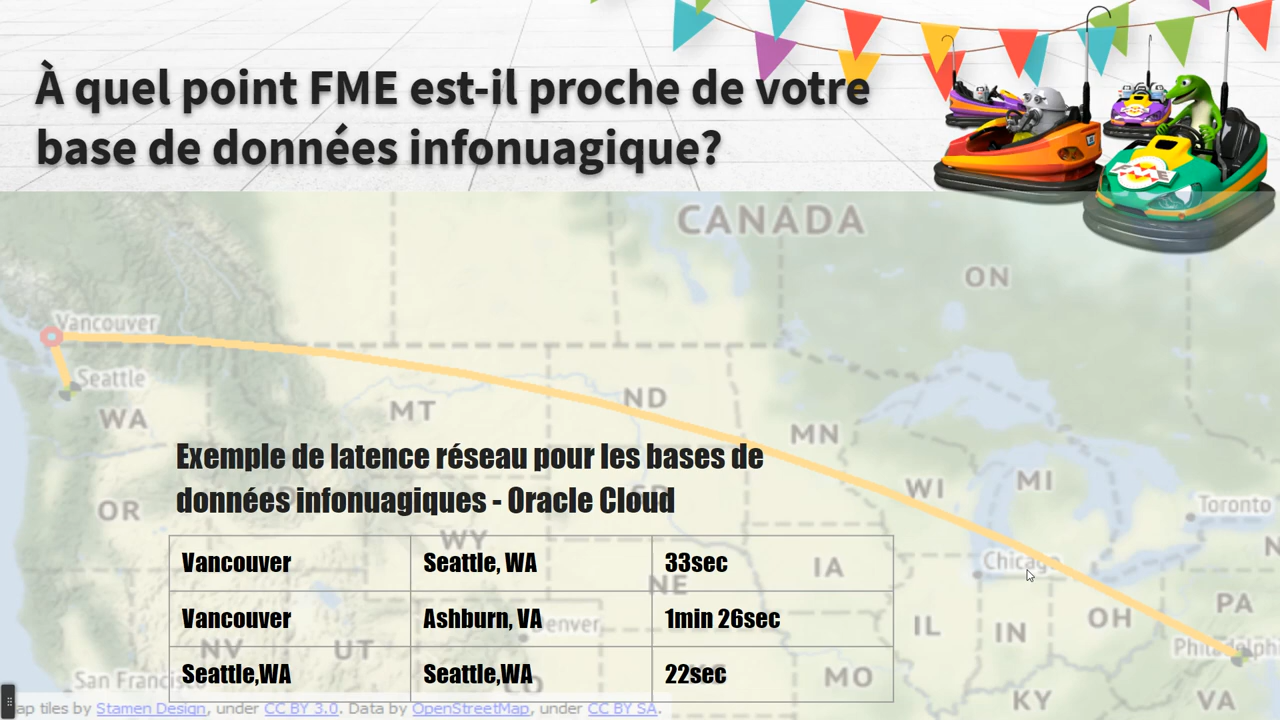 À quel point FME est-il proche de votre
base de données infonuagique?
CANADA
ON
Vancouver
Seattle
WA
MT
ND
MN
Exemple de latence réseau pour les bases de
données infonuagiques - Oracle Cloud
OR
WI
MI
Toronto
WY
Vancouver
Seattle, WA
33sec
NE
IA
Chicago
Vancouver
Ashburn, VA
1min 26sec
Denver
IL
IN
OH
PA
NV
UT
Seattle,WA
Seattle,WA
22sec
San Francisco
CO
MO
KY
VA
ap tiles by Stamen Design, under CC BY 3.0. Data by OpenStreetMap, under CC BY SA.